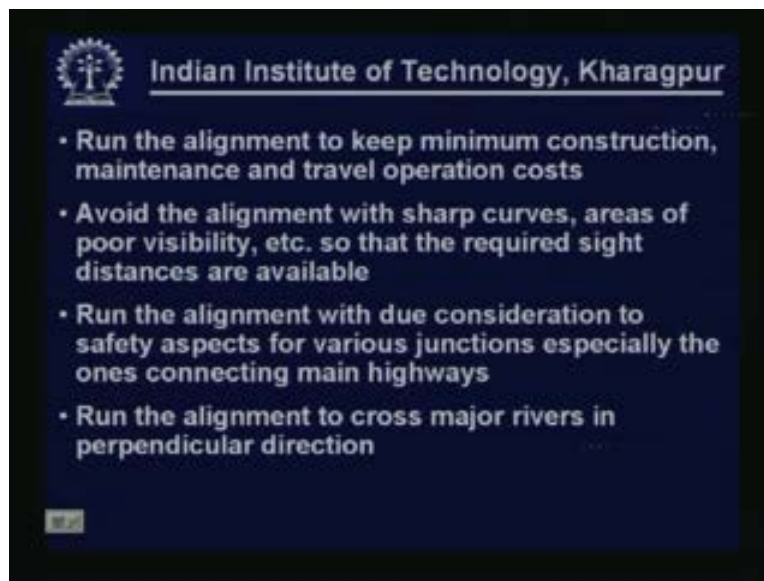 Indian Institute of Technology, Kharagpur
• Run the alignment to keep minimum construction,
maintenance and travel operation costs
• Avoid the alignment with sharp curves, areas of
poor visibility, etc. so that the required sight
distances are available
• Run the alignment with due consideration to
safety aspects for various junctions especially the
ones connecting main highways
• Run the alignment to cross major rivers in
perpendicular direction